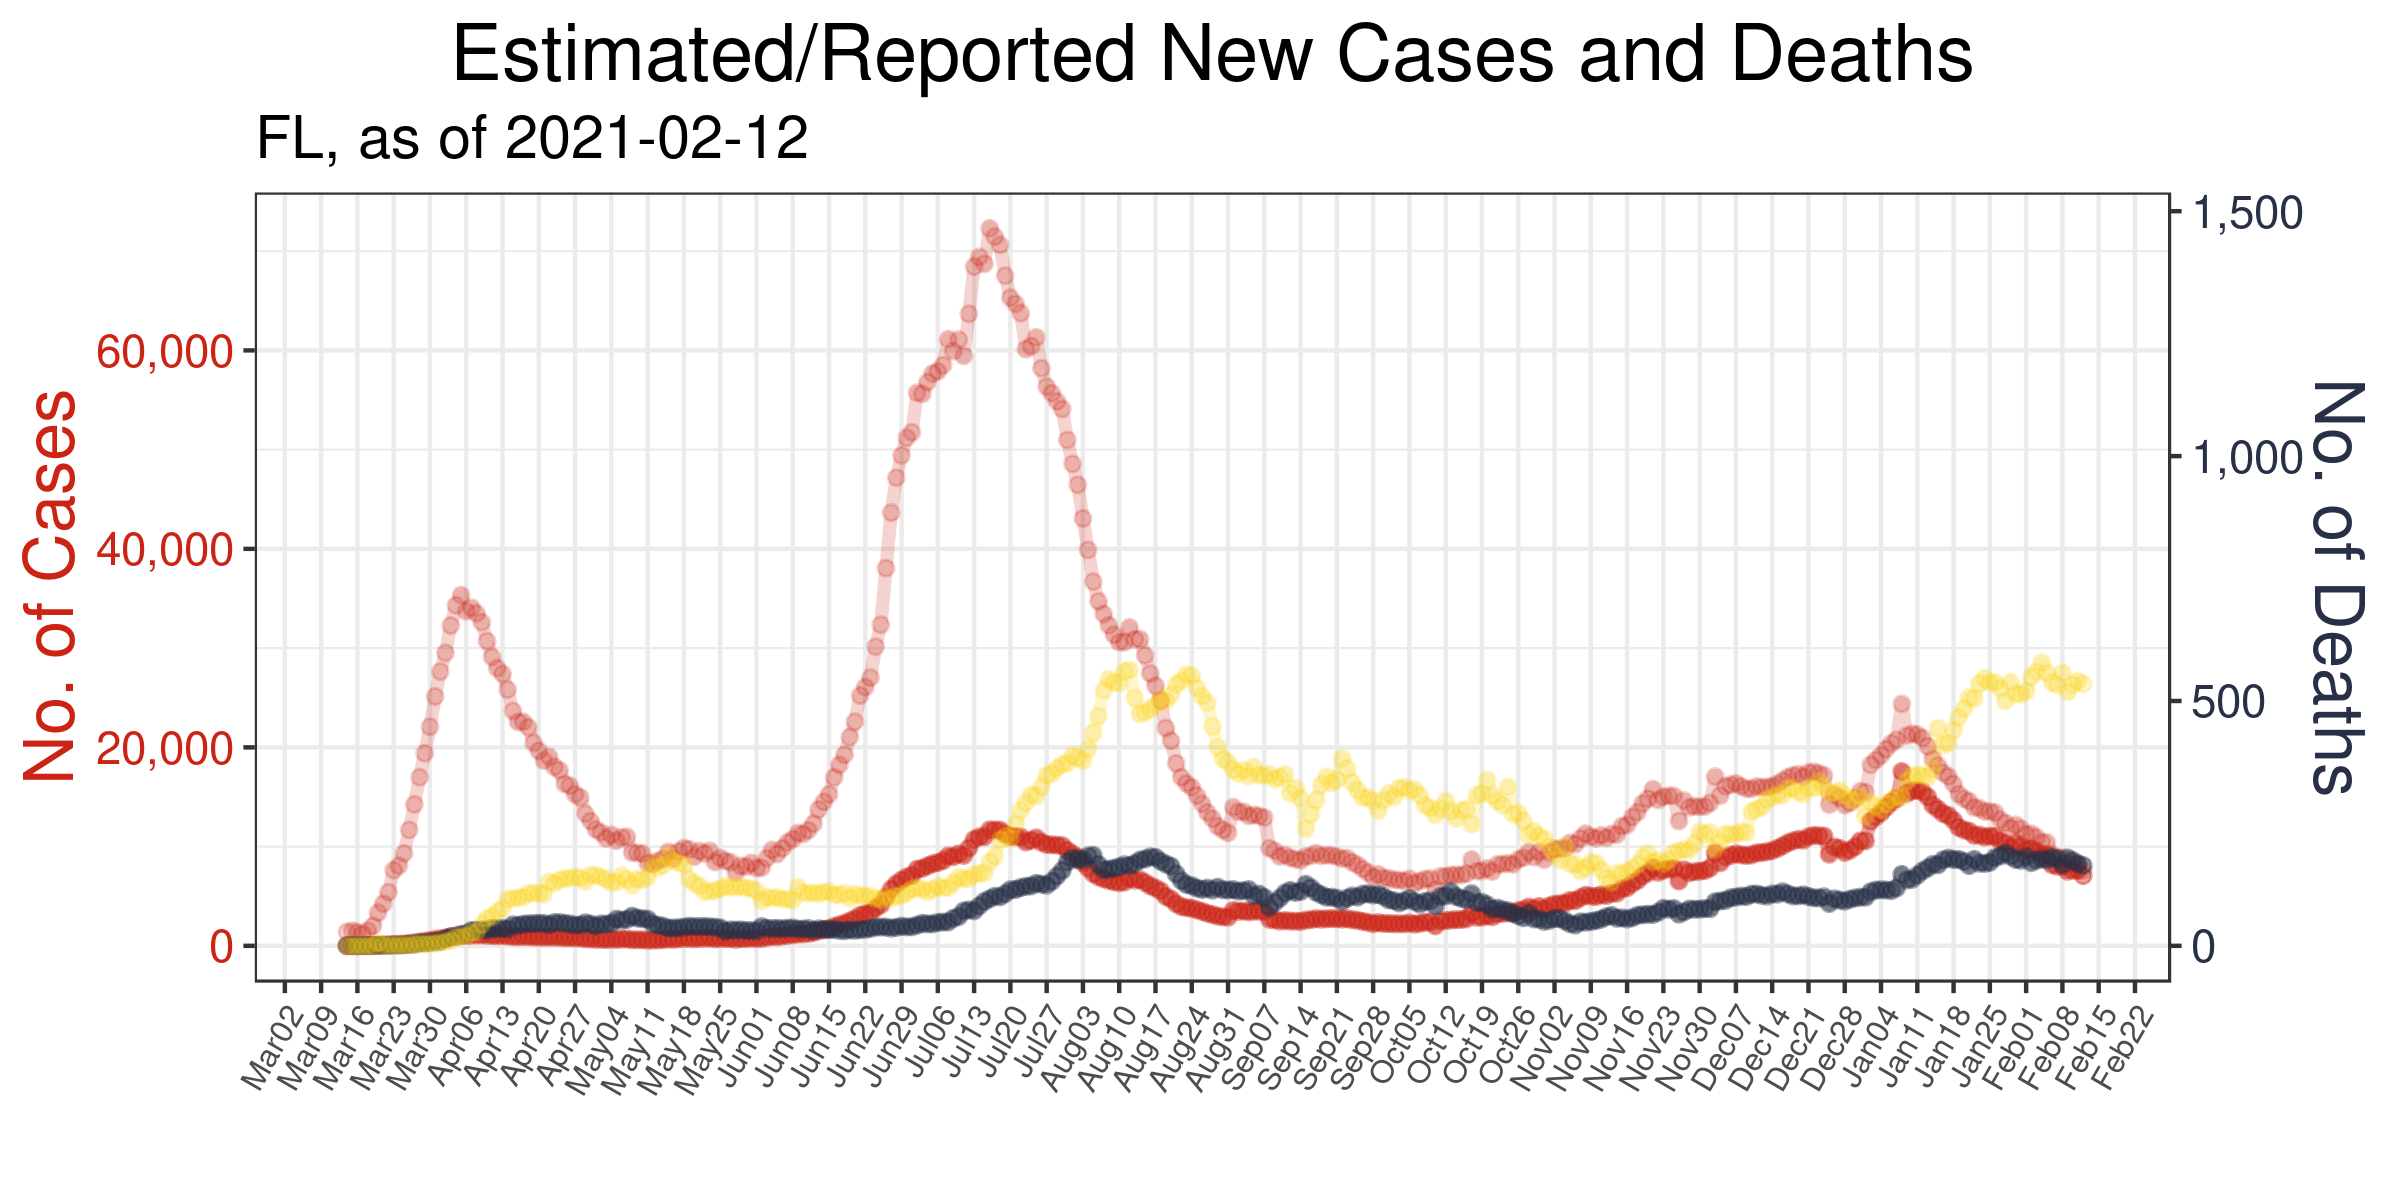 Estimated/Reported New Cases and Deaths
FL, as of 2021-02-12
No. of Cases
60,000
40,000
20,000
0
1,500
1,000
500
0
No. of Deaths
Mar02
Mar09
Mar16
Mar23
Mar30
Apr06
Apr13
Apr20
Apr27
May04
May11
May18
May25
Jun01
Jun08
Jun15
Jun22
Jun29
Jul06
Jul13
Jul20
Jul27
Aug03
Aug10
Aug17
Aug24
Aug31
Sep07
Sep14
Sep21
Sep28
Oct05
Oct12
Oct19
Oct26
Nov02
Nov09
Nov16
Nov23
Nov30
Dec07
Dec14
Dec21
Dec28
Jan04
Jan11
Jan18
Jan25
Feb01
Feb08
Feb15
Feb22